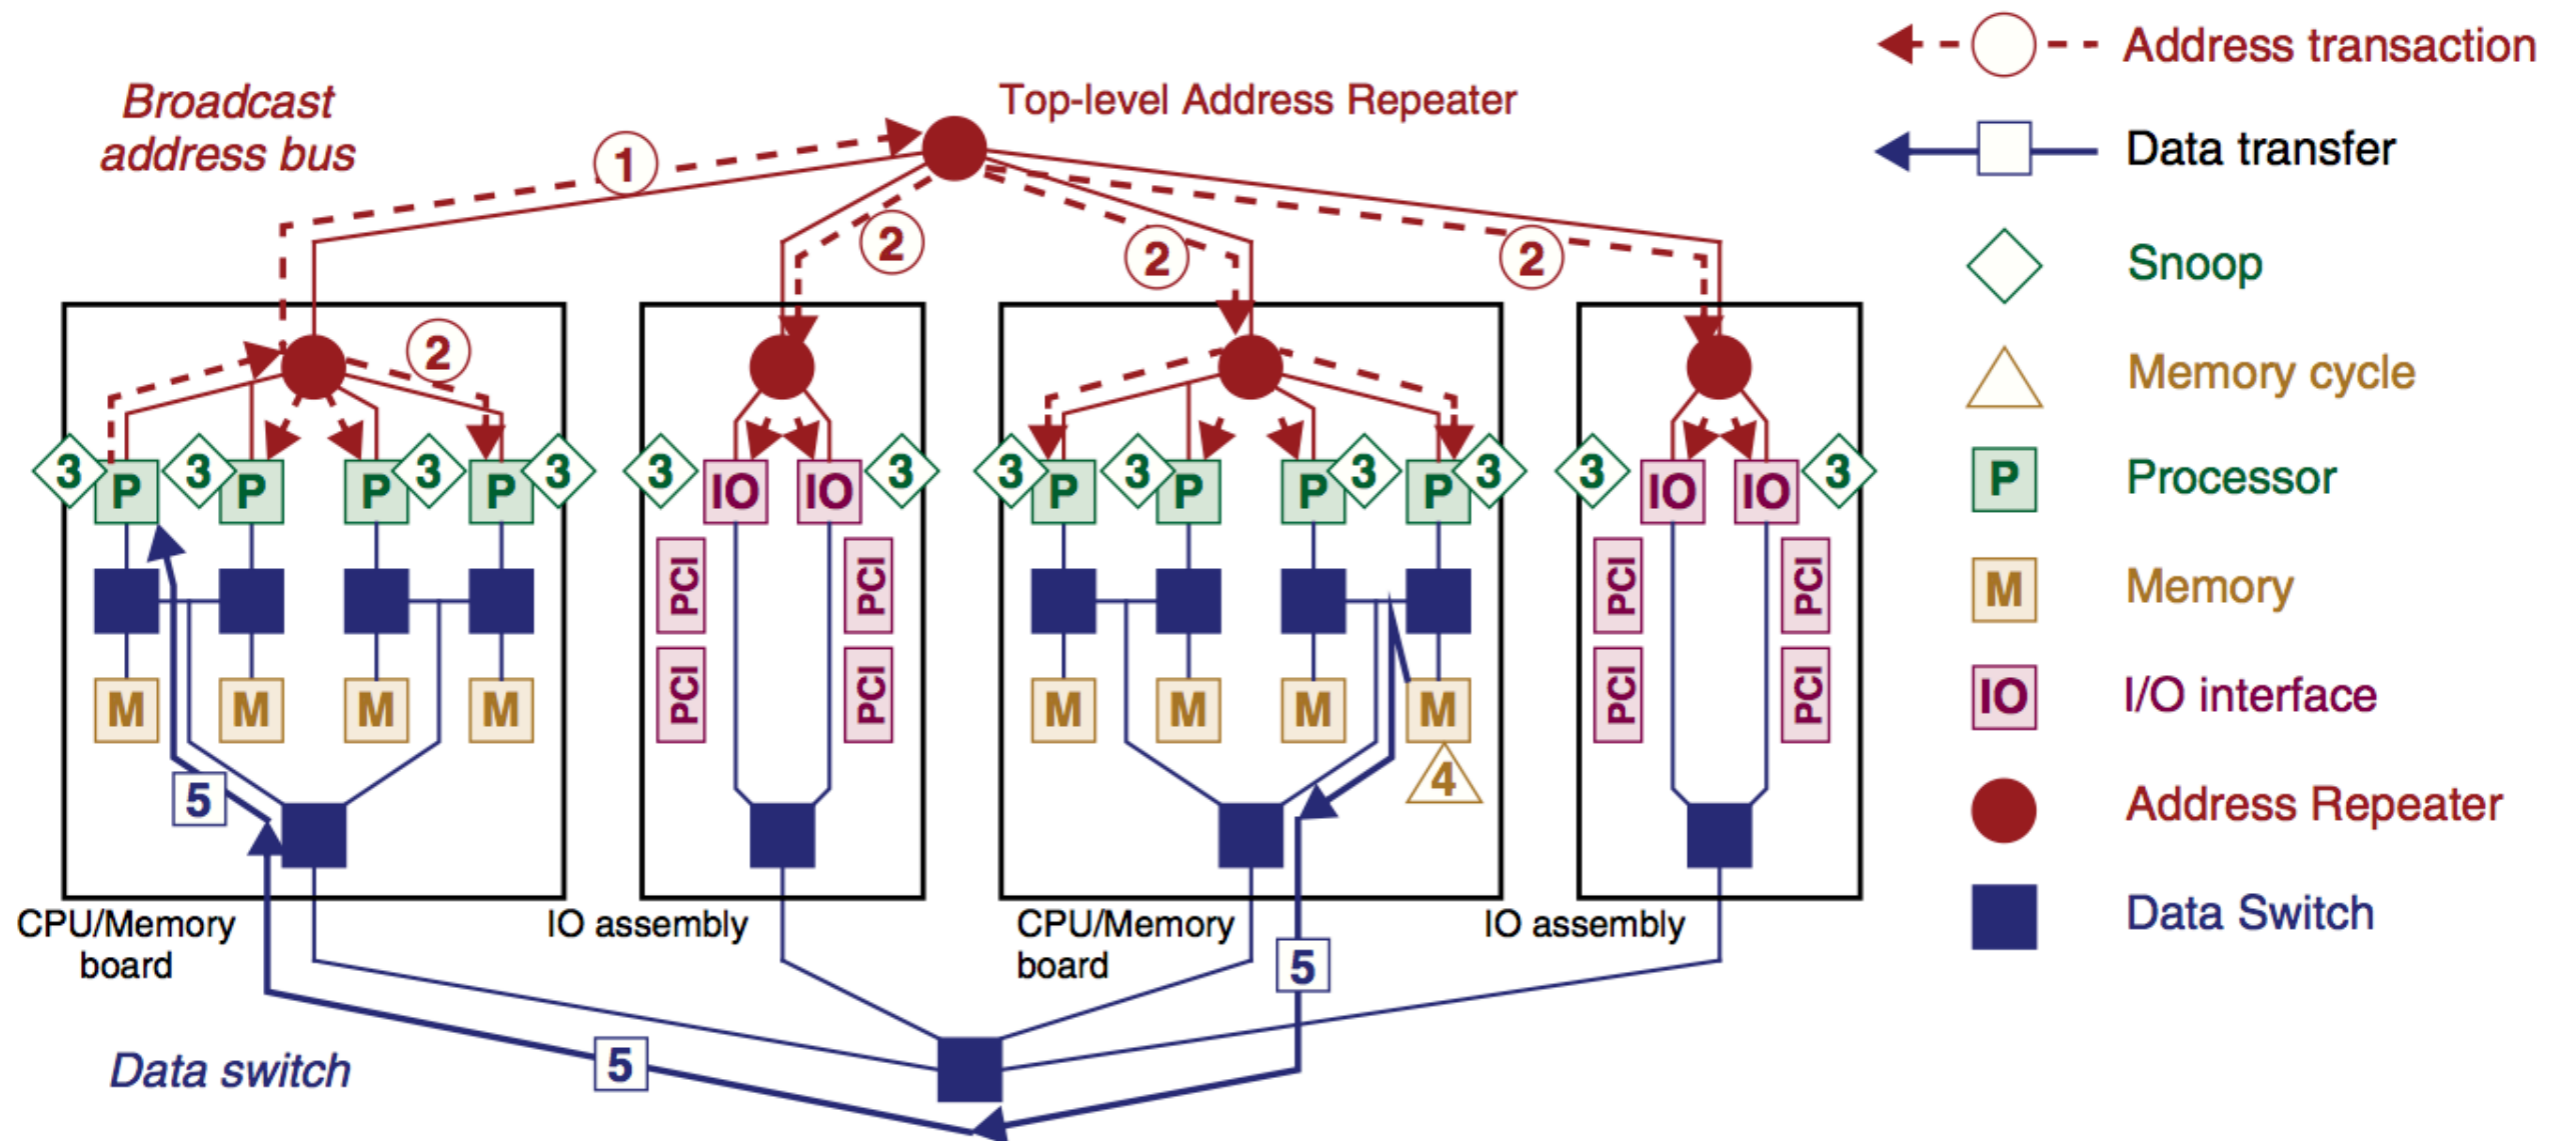 Broadcast
address bus
Top-level Address Repeater
1
2
2
2
2
3
3
3
3
3
3
3
3
3
3
3
3
P
P
P
P
IO
IO
P
P
P
P
IO
IO
PCI
PCI
PCI
PCI
PCI
PCI
PCI
PCI
M
M
M
M
M
M
M
M
4
5
CPU/Memory
board
IO assembly
CPU/Memory
board
IO assembly
5
5
Data switch
Address transaction
Data transfer
Snoop
Memory cycle
P Processor
M Memory
IO I/O interface
Address Repeater
Data Switch